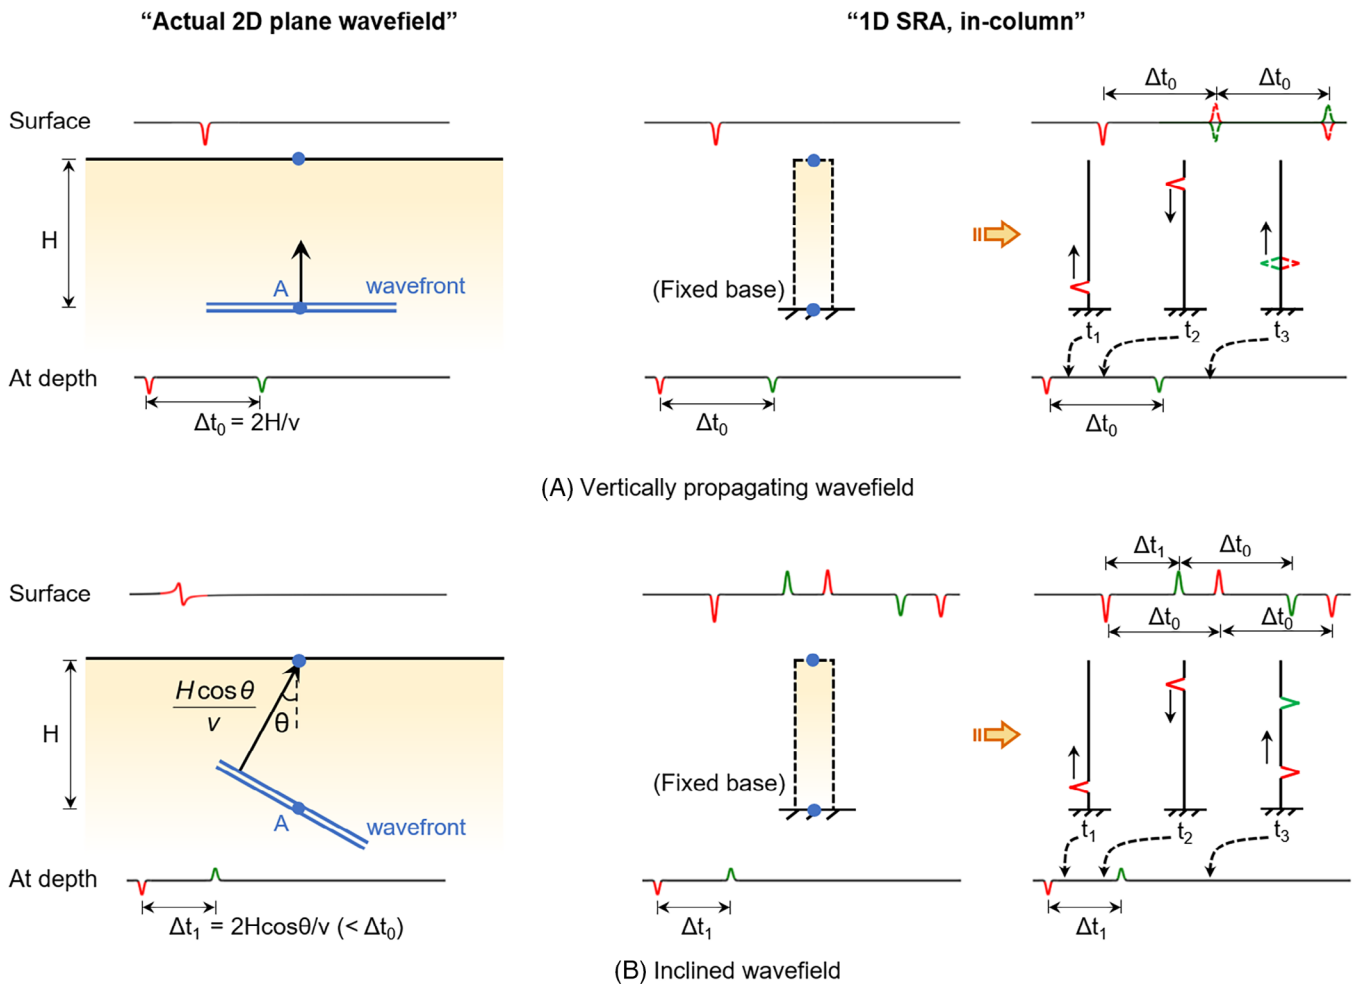 “Actual 2D plane wavefield”
“1D SRA, in-column”
Δt0 Δt0
Surface
H
A wavefront
(Fixed base)
t1 t2 t3
At depth
Δt0 = 2H/v
Δt0
Δt0
(A) Vertically propagating wavefield
Δt1 Δt0
Surface
Δt0 Δt0
H cos θ
v
θ
H
(Fixed base)
A
wavefront
t1 t2 t3
At depth
Δt1 = 2Hcosθ/v (< Δt0)
Δt1
Δt1
(B) Inclined wavefield